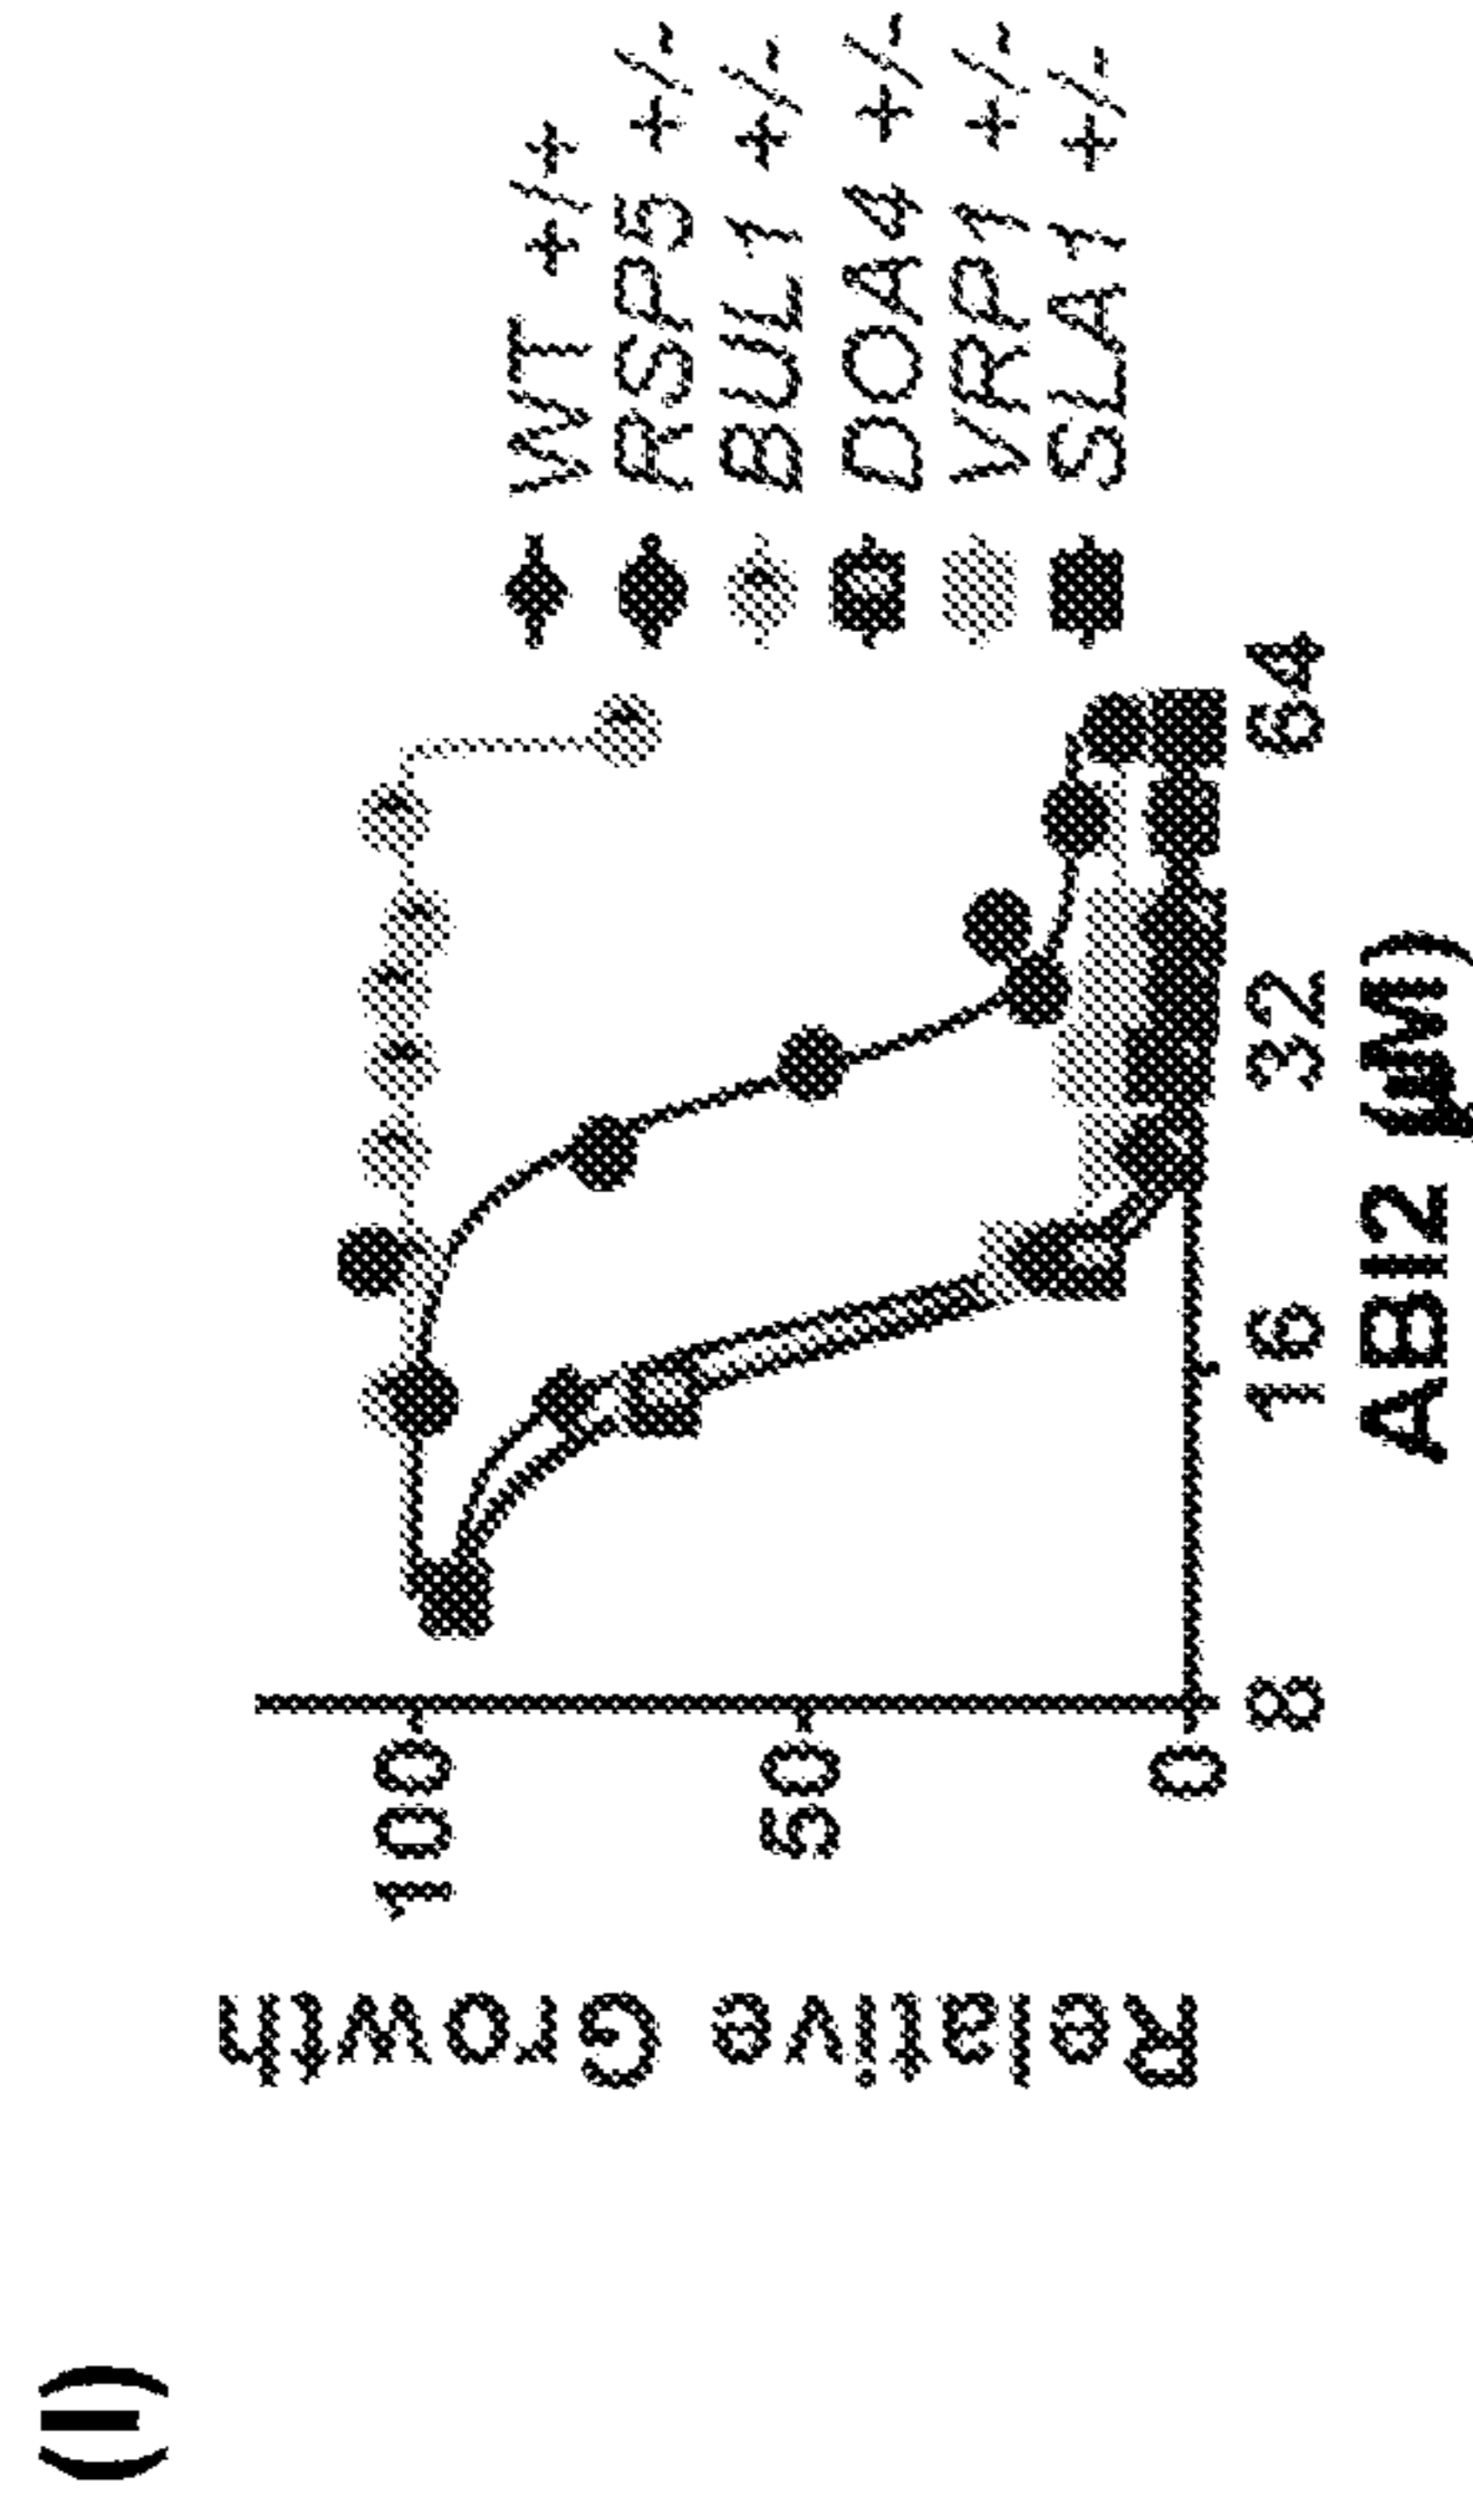 (I)
Relative Growth
100
50
0
8
16
32
64
ABI2 (µM)
WT +/+
RSP5 +/-
BUL1 +/-
DOA4 +/-
VRP1 +/-
SLA1 +/-